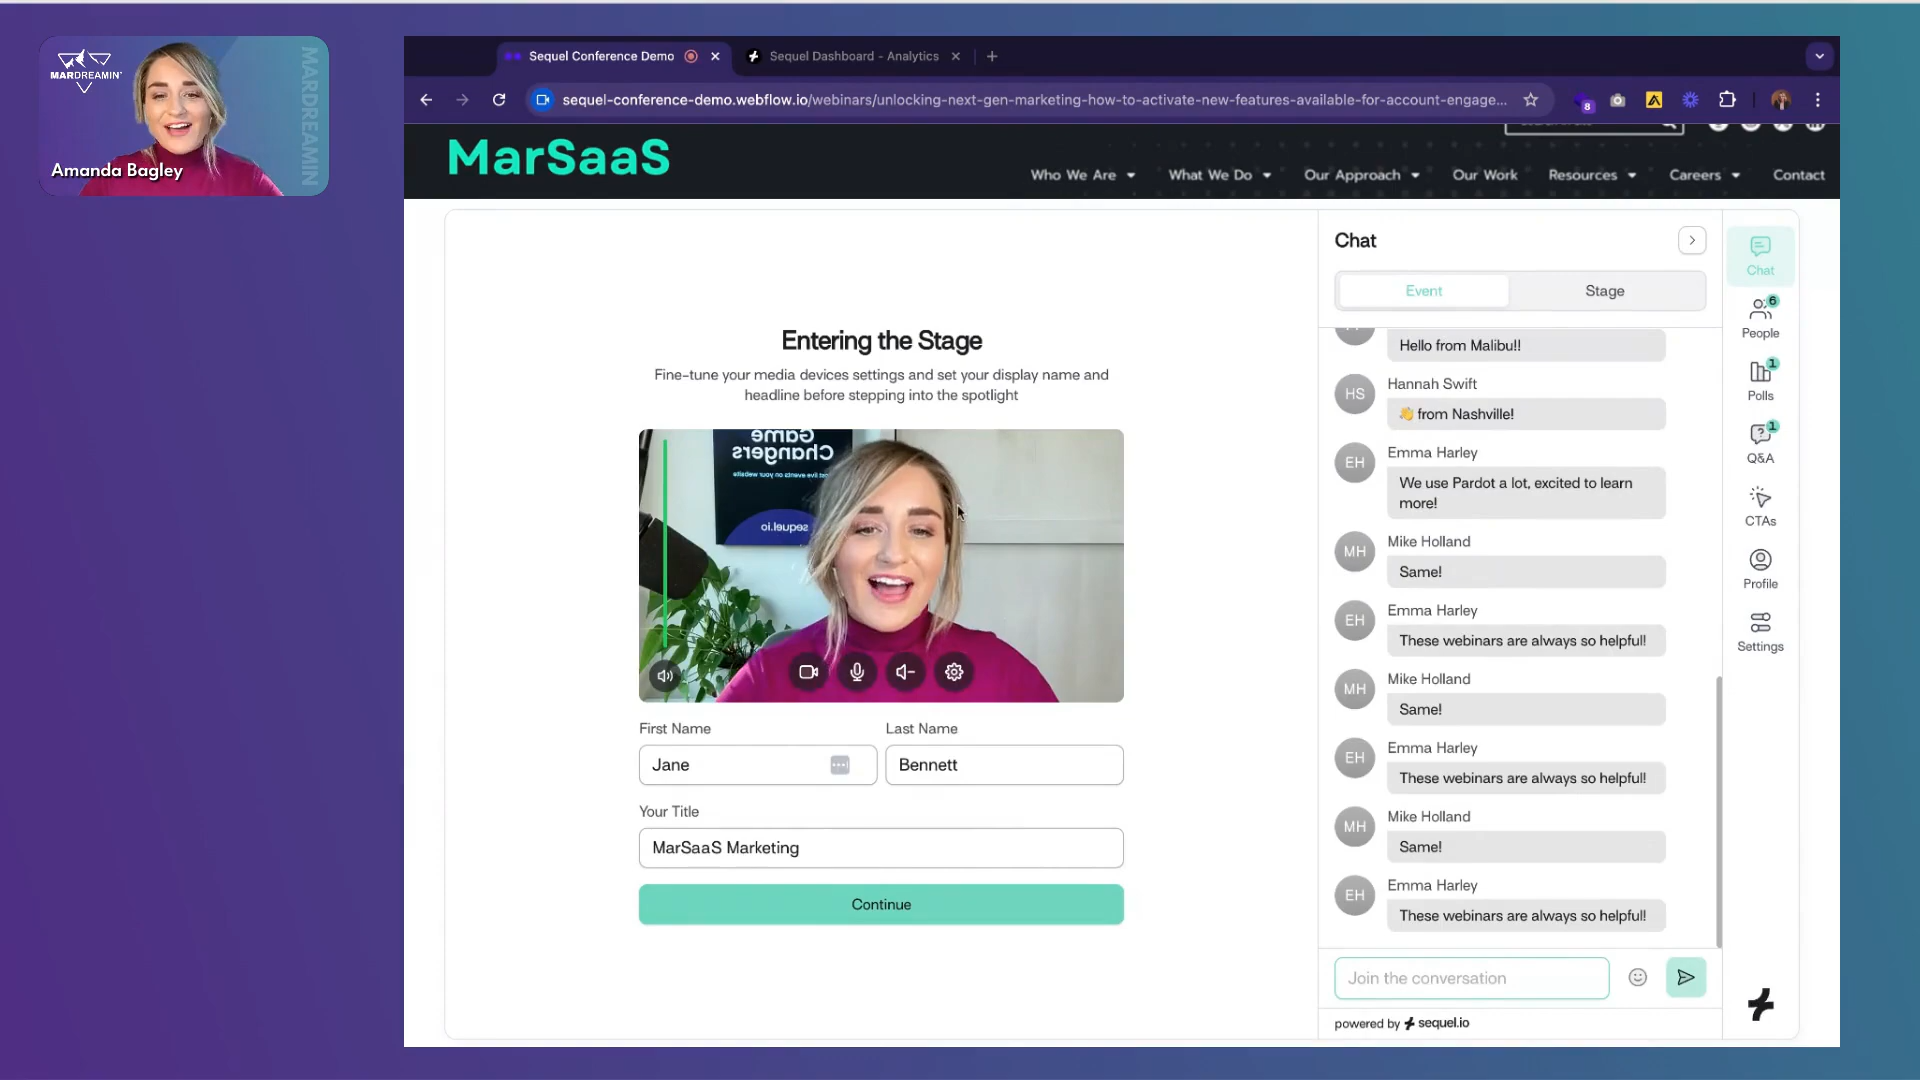 MARDREAMIN'
MARDREAMIN
Amanda Bagley
Sequel Conference Demo
Sequel Dashboard - Analytics
sequel-conference-demo.webflow.io/webinars/unlocking-next-gen-marketing-how-to-activate-new-features-available-for-account-engage...
8
MarSaaS
Who We Are
What We Do
Our Approach
Our Work
Resources
Careers
Contact
Entering the Stage
Fine-tune your media devices settings and set your display name and
headline before stepping into the spotlight
Game
Changers
sequel.io
First Name
Last Name
Jane
Bennett
Your Title
MarSaaS Marketing
Continue
Chat
Event
Stage
Hello from Malibu!!
HS
Hannah Swift
👋 from Nashville!
EH
Emma Harley
We use Pardot a lot, excited to learn
more!
MH
Mike Holland
Same!
EH
Emma Harley
These webinars are always so helpful!
MH
Mike Holland
Same!
EH
Emma Harley
These webinars are always so helpful!
MH
Mike Holland
Same!
EH
Emma Harley
These webinars are always so helpful!
Join the conversation
powered by sequel.io
Chat
6
People
1
Polls
1
Q&A
CTAs
Profile
Settings